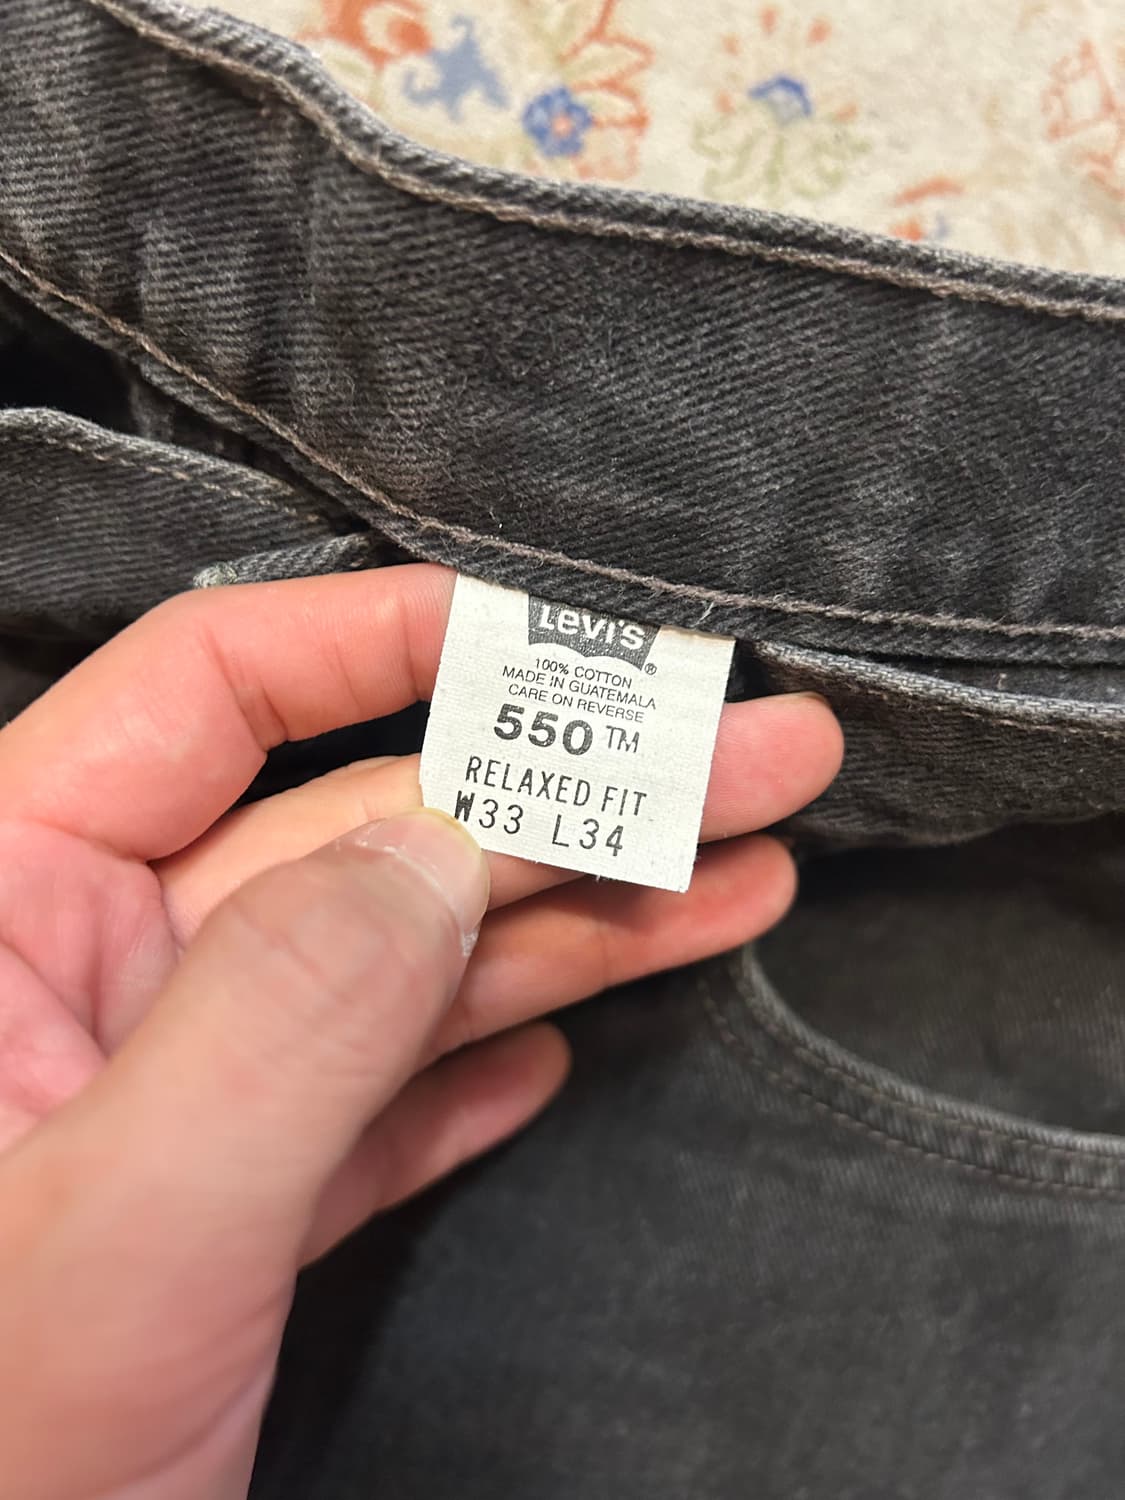 Levi's®
100% COTTON
MADE IN GUATEMALA
CARE ON REVERSE
550 TM
RELAXED FIT
W33 L34